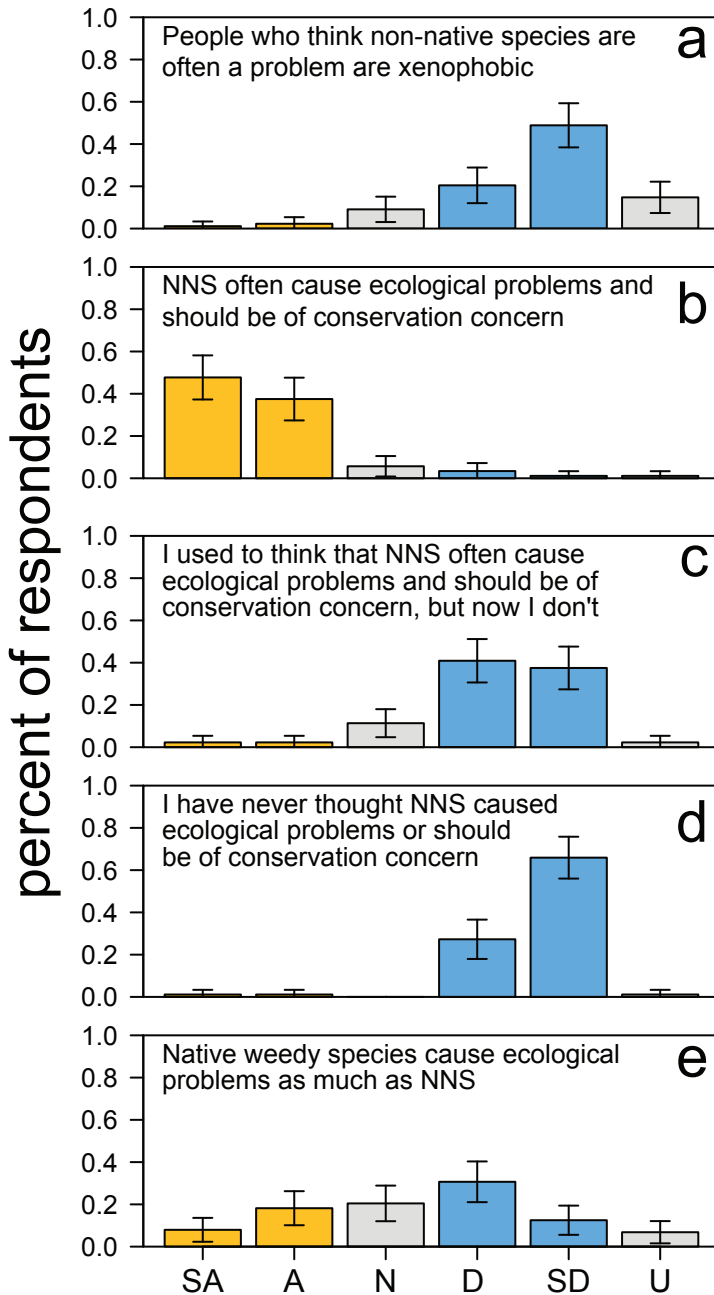 percent of respondents
1.0
0.8
0.6
0.4
0.2
0.0
People who think non-native species are
often a problem are xenophobic
a
1.0
0.8
0.6
0.4
0.2
0.0
NNS often cause ecological problems and
should be of conservation concern
b
1.0
0.8
0.6
0.4
0.2
0.0
I used to think that NNS often cause
ecological problems and should be of
conservation concern, but now I don't
c
1.0
0.8
0.6
0.4
0.2
0.0
I have never thought NNS caused
ecological problems or should
be of conservation concern
d
1.0
0.8
0.6
0.4
0.2
0.0
Native weedy species cause ecological
problems as much as NNS
e
SA A N D SD U